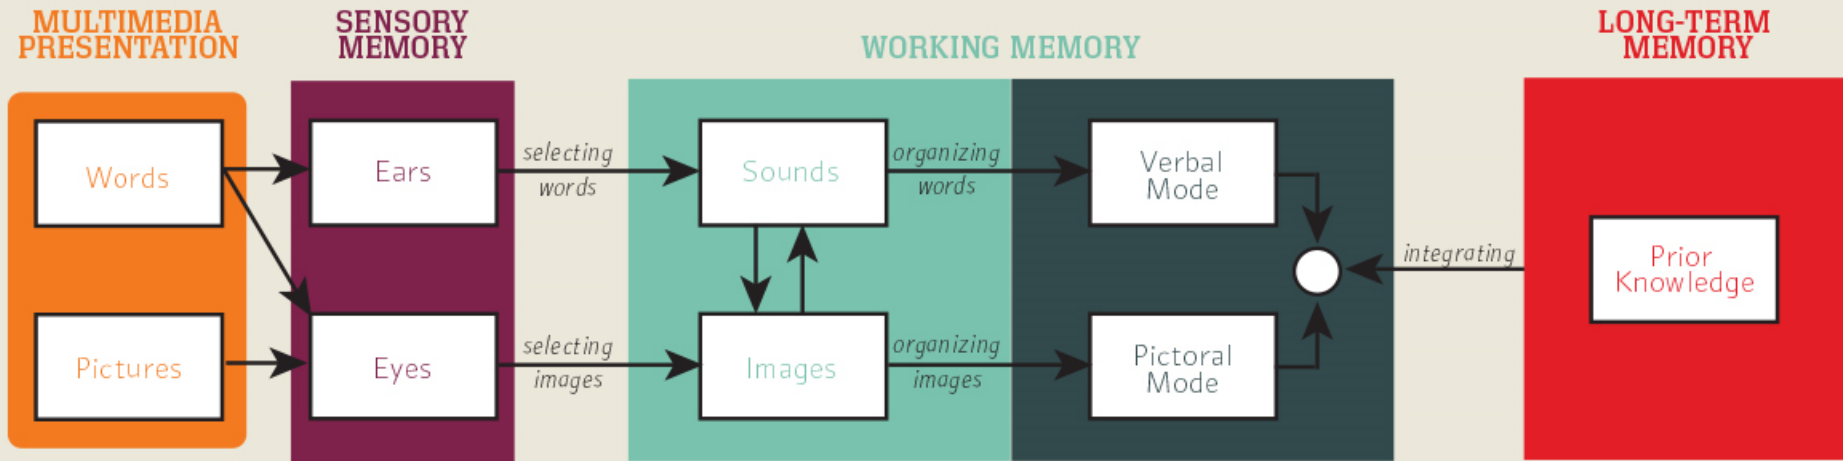 MULTIMEDIA
PRESENTATION
SENSORY
MEMORY
WORKING MEMORY
LONG-TERM
MEMORY
Words
Ears
selecting
words
Sounds
organizing
words
Verbal
Mode
integrating
Prior
Knowledge
Pictures
Eyes
selecting
images
Images
organizing
images
Pictoral
Mode